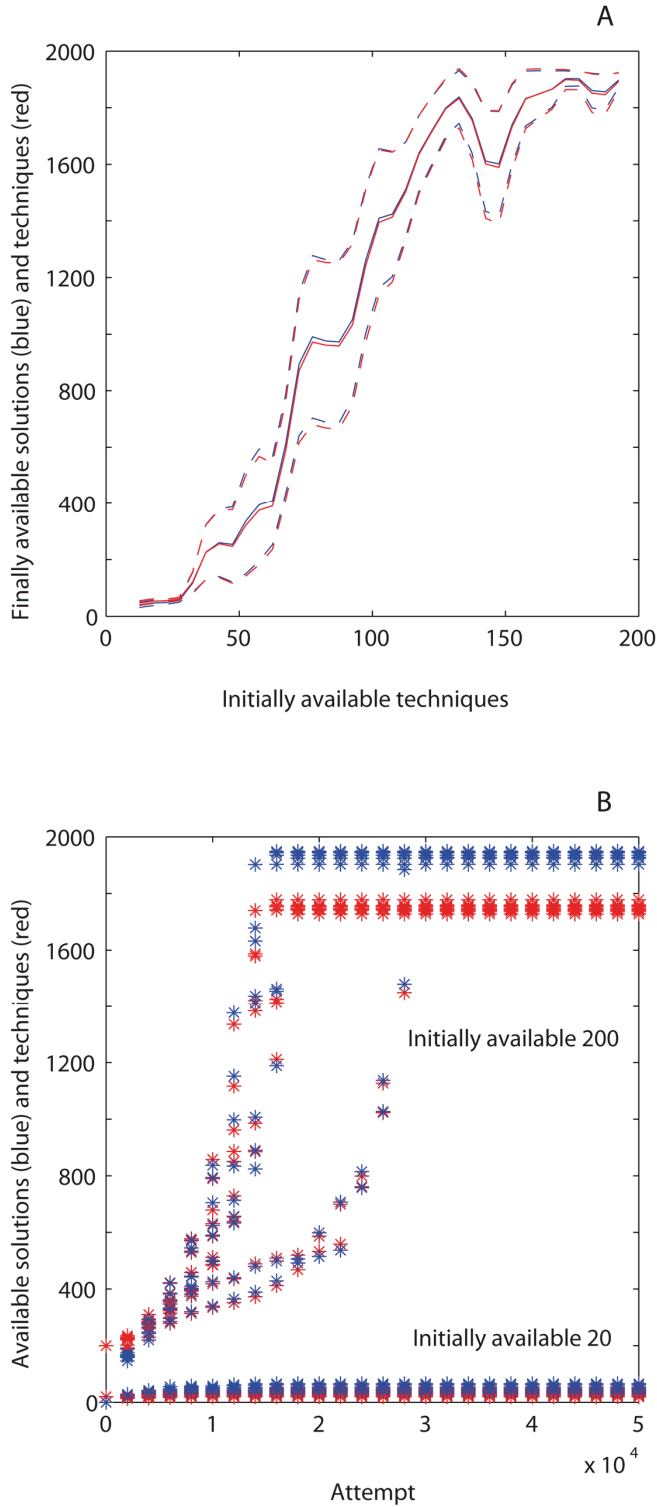 A
Finally available solutions (blue) and techniques (red)
2000
1600
1200
800
400
0
0 50 100 150 200
Initially available techniques
B
Available solutions (blue) and techniques (red)
2000
1600
1200
800
400
0
Initially available 200
Initially available 20
0 1 2 3 4 5
x 10 4
Attempt